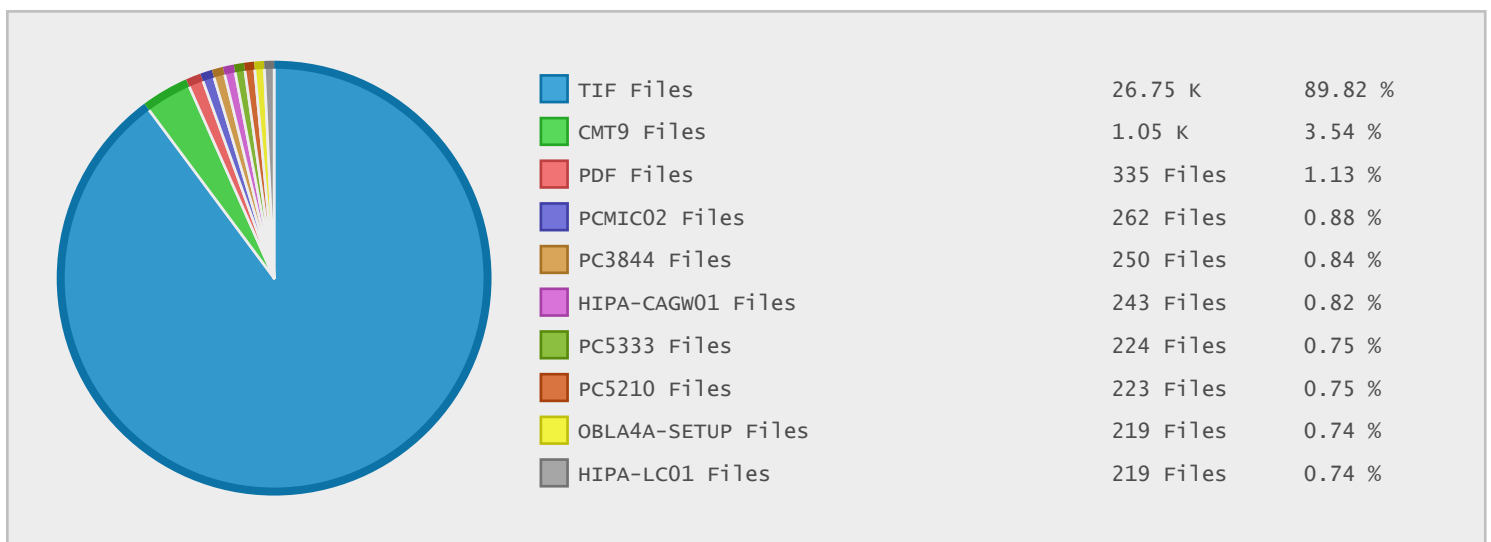 TIF Files 26.75 K 89.82 %
CMT9 Files 1.05 K 3.54 %
PDF Files 335 Files 1.13 %
PCMIC02 Files 262 Files 0.88 %
PC3844 Files 250 Files 0.84 %
HIPA-CAGW01 Files 243 Files 0.82 %
PC5333 Files 224 Files 0.75 %
PC5210 Files 223 Files 0.75 %
OBLA4A-SETUP Files 219 Files 0.74 %
HIPA-LC01 Files 219 Files 0.74 %